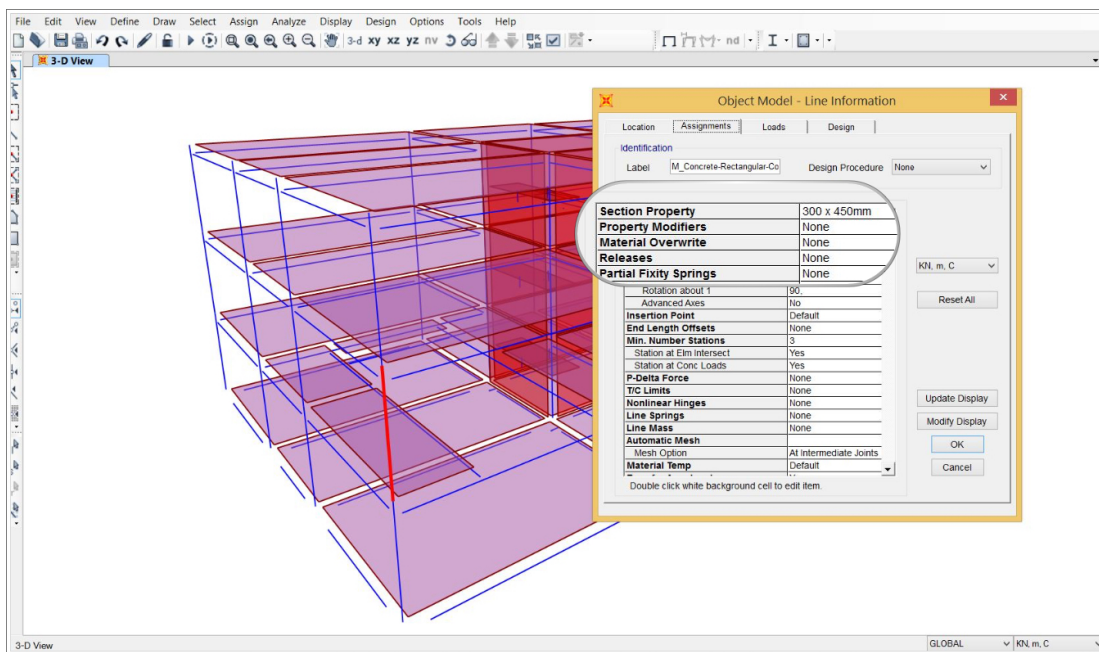 File Edit View Define Draw Select Assign Analyze Display Design Options Tools Help
3-d xy xz yz nv nd
3-D View
Object Model - Line Information
Location Assignments Loads Design
Identification
Label M_Concrete-Rectangular-Co Design Procedure None
Section Property 300 x 450mm
Property Modifiers None
Material Overwrite None
Releases None
Partial Fixity Springs None
KN, m, C
Rotation about 1 90,
Advanced Axes No
Reset All
Insertion Point Default
End Length Offsets None
Min. Number Stations 3
Station at Elm Intersect Yes
Station at Conc Loads Yes
P-Delta Force None
T/C Limits None
Nonlinear Hinges None
Update Display
Line Springs None
Line Mass None
Modify Display
Automatic Mesh
Mesh Option At Intermediate Joints
OK
Material Temp Default
Cancel
Double click white background cell to edit item.
3-D View GLOBAL KN, m, C